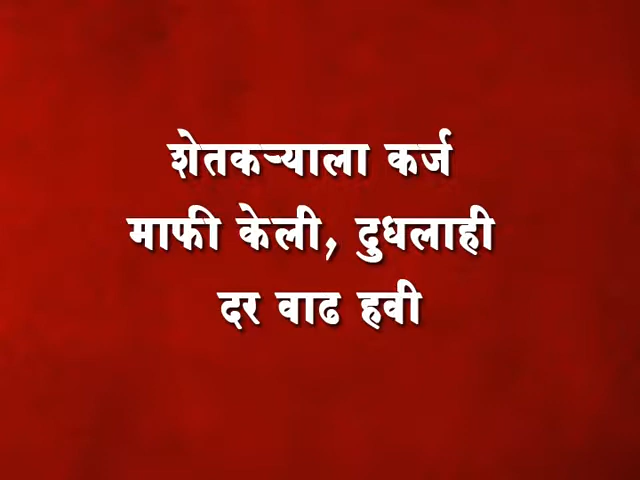 शेतकऱ्याला कर्ज
माफी केली, दुधलाही
दर वाढ हवी